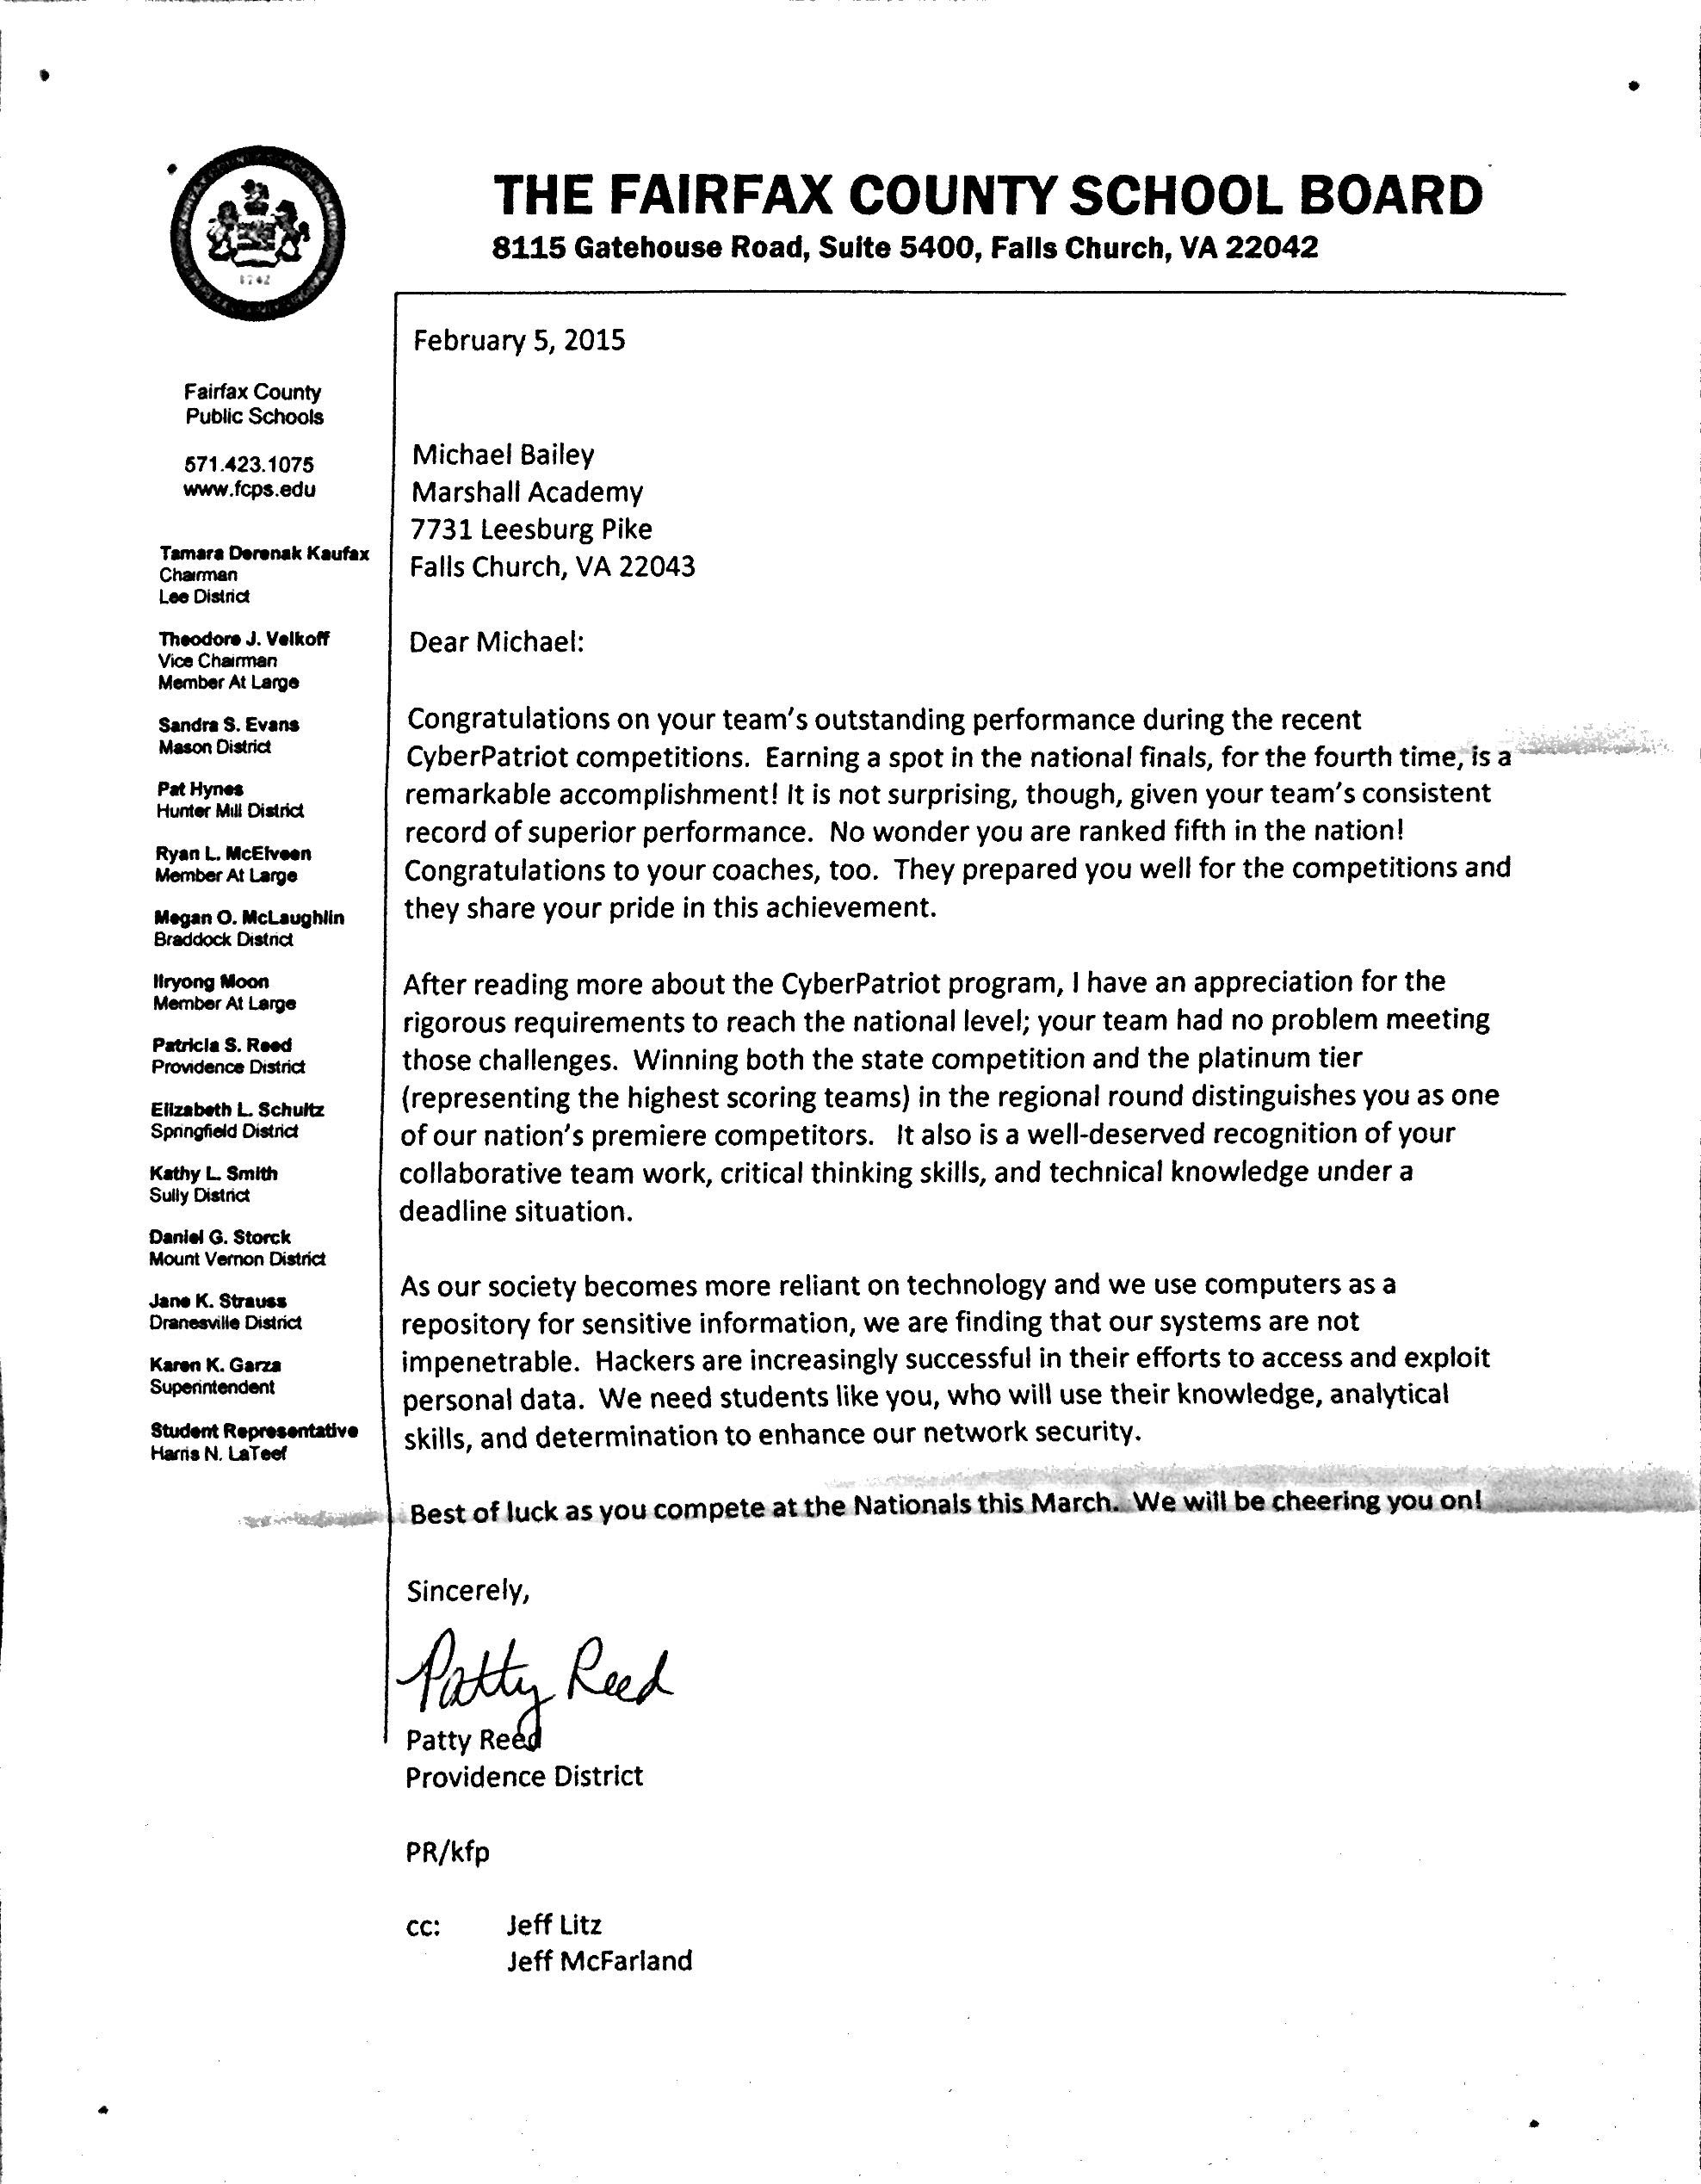 THE FAIRFAX COUNTY SCHOOL BOARD
8115 Gatehouse Road, Suite 5400, Falls Church, VA 22042
1742
Fairfax County
Public Schools
571.423.1075
www.fcps.edu
Tamara Derenak Kaufax
Chairman
Lee District
Theodore J. Velkoff
Vice Chairman
Member At Large
Sandra S. Evans
Mason District
Pat Hynes
Hunter Mill District
Ryan L. McElveen
Member At Large
Megan O. McLaughlin
Braddock District
Ilryong Moon
Member At Large
Patricia S. Reed
Providence District
Elizabeth L. Schultz
Springfield District
Kathy L. Smith
Sully District
Daniel G. Storck
Mount Vernon District
Jane K. Strauss
Dranesville District
Karen K. Garza
Superintendent
Student Representative
Harris N. LaTeef
February 5, 2015
Michael Bailey
Marshall Academy
7731 Leesburg Pike
Falls Church, VA 22043
Dear Michael:
Congratulations on your team's outstanding performance during the recent
CyberPatriot competitions. Earning a spot in the national finals, for the fourth time, is a
remarkable accomplishment! It is not surprising, though, given your team's consistent
record of superior performance. No wonder you are ranked fifth in the nation!
Congratulations to your coaches, too. They prepared you well for the competitions and
they share your pride in this achievement.
After reading more about the CyberPatriot program, I have an appreciation for the
rigorous requirements to reach the national level; your team had no problem meeting
those challenges. Winning both the state competition and the platinum tier
(representing the highest scoring teams) in the regional round distinguishes you as one
of our nation's premiere competitors. It also is a well-deserved recognition of your
collaborative team work, critical thinking skills, and technical knowledge under a
deadline situation.
As our society becomes more reliant on technology and we use computers as a
repository for sensitive information, we are finding that our systems are not
impenetrable. Hackers are increasingly successful in their efforts to access and exploit
personal data. We need students like you, who will use their knowledge, analytical
skills, and determination to enhance our network security.
Best of luck as you compete at the Nationals this March. We will be cheering you on!
Sincerely,
Patty Reed
Patty Reed
Providence District
PR/kfp
cc: Jeff Litz
Jeff McFarland